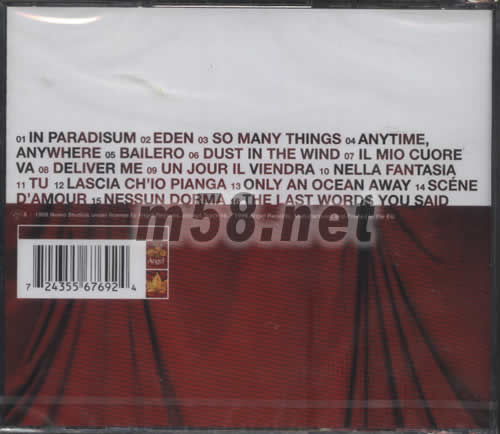 01 IN PARADISUM 02 EDEN 03 SO MANY THINGS 04 ANYTIME,
ANYWHERE 05 BAILERO 06 DUST IN THE WIND 07 IL MIO CUORE
VA 08 DELIVER ME 09 UN JOUR IL VIENDRA 10 NELLA FANTASIA
11 TU 12 LASCIA CH'IO PIANGA 13 ONLY AN OCEAN AWAY 14 SCÉNE
D'AMOUR 15 NESSUN DORMA THE LAST WORDS YOU SAID
m38.net
Angel
7 24355 67692 4